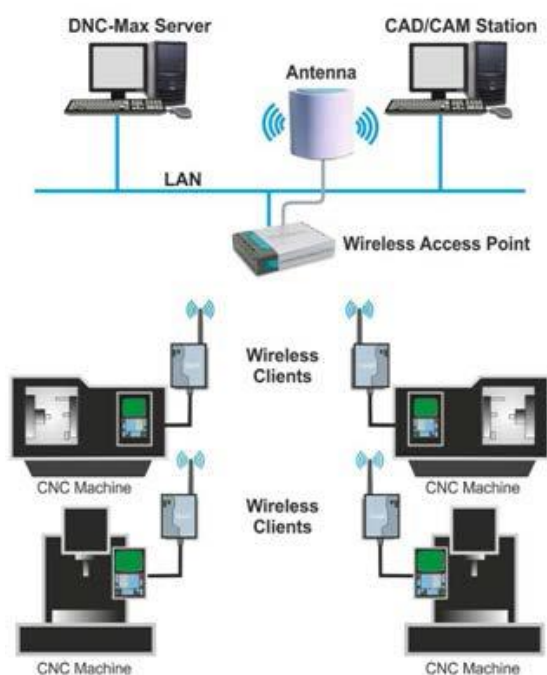 DNC-Max Server
CAD/CAM Station
Antenna
LAN
Wireless Access Point
Wireless
Clients
CNC Machine
CNC Machine
Wireless
Clients
CNC Machine
CNC Machine